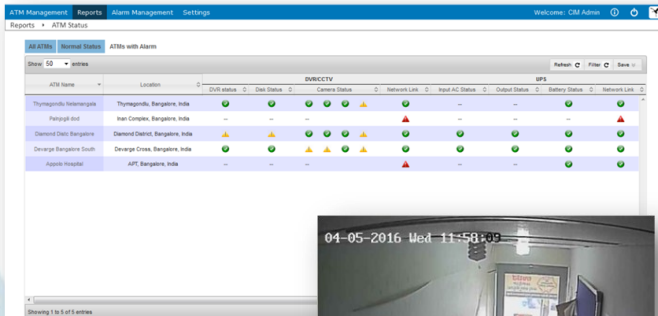 ATM Management Reports Alarm Management Settings Welcome: CIM Admin
Reports ATM Status
All ATMs Normal Status ATMs with Alarm
Show 50 entries Refresh Filter Save
DVR/CCTV UPS
ATM Name Location DVR status Disk Status Camera Status Network Link Input AC Status Output Status Battery Status Network Link
Thymagondlu Kelamangala Thymagondlu, Bangalore, India -- --
Inan Complex, Bangalore, India -- -- -- -- -- --
Diamond Distic Bangalore Diamond District, Bangalore, India
Devarge Bangalore South Devarge Cross, Bangalore, India
Appolo Hospital APT, Bangalore, India -- -- -- -- --
04-05-2016 Wed 11:58:09
Showing 1 to 5 of 5 entries